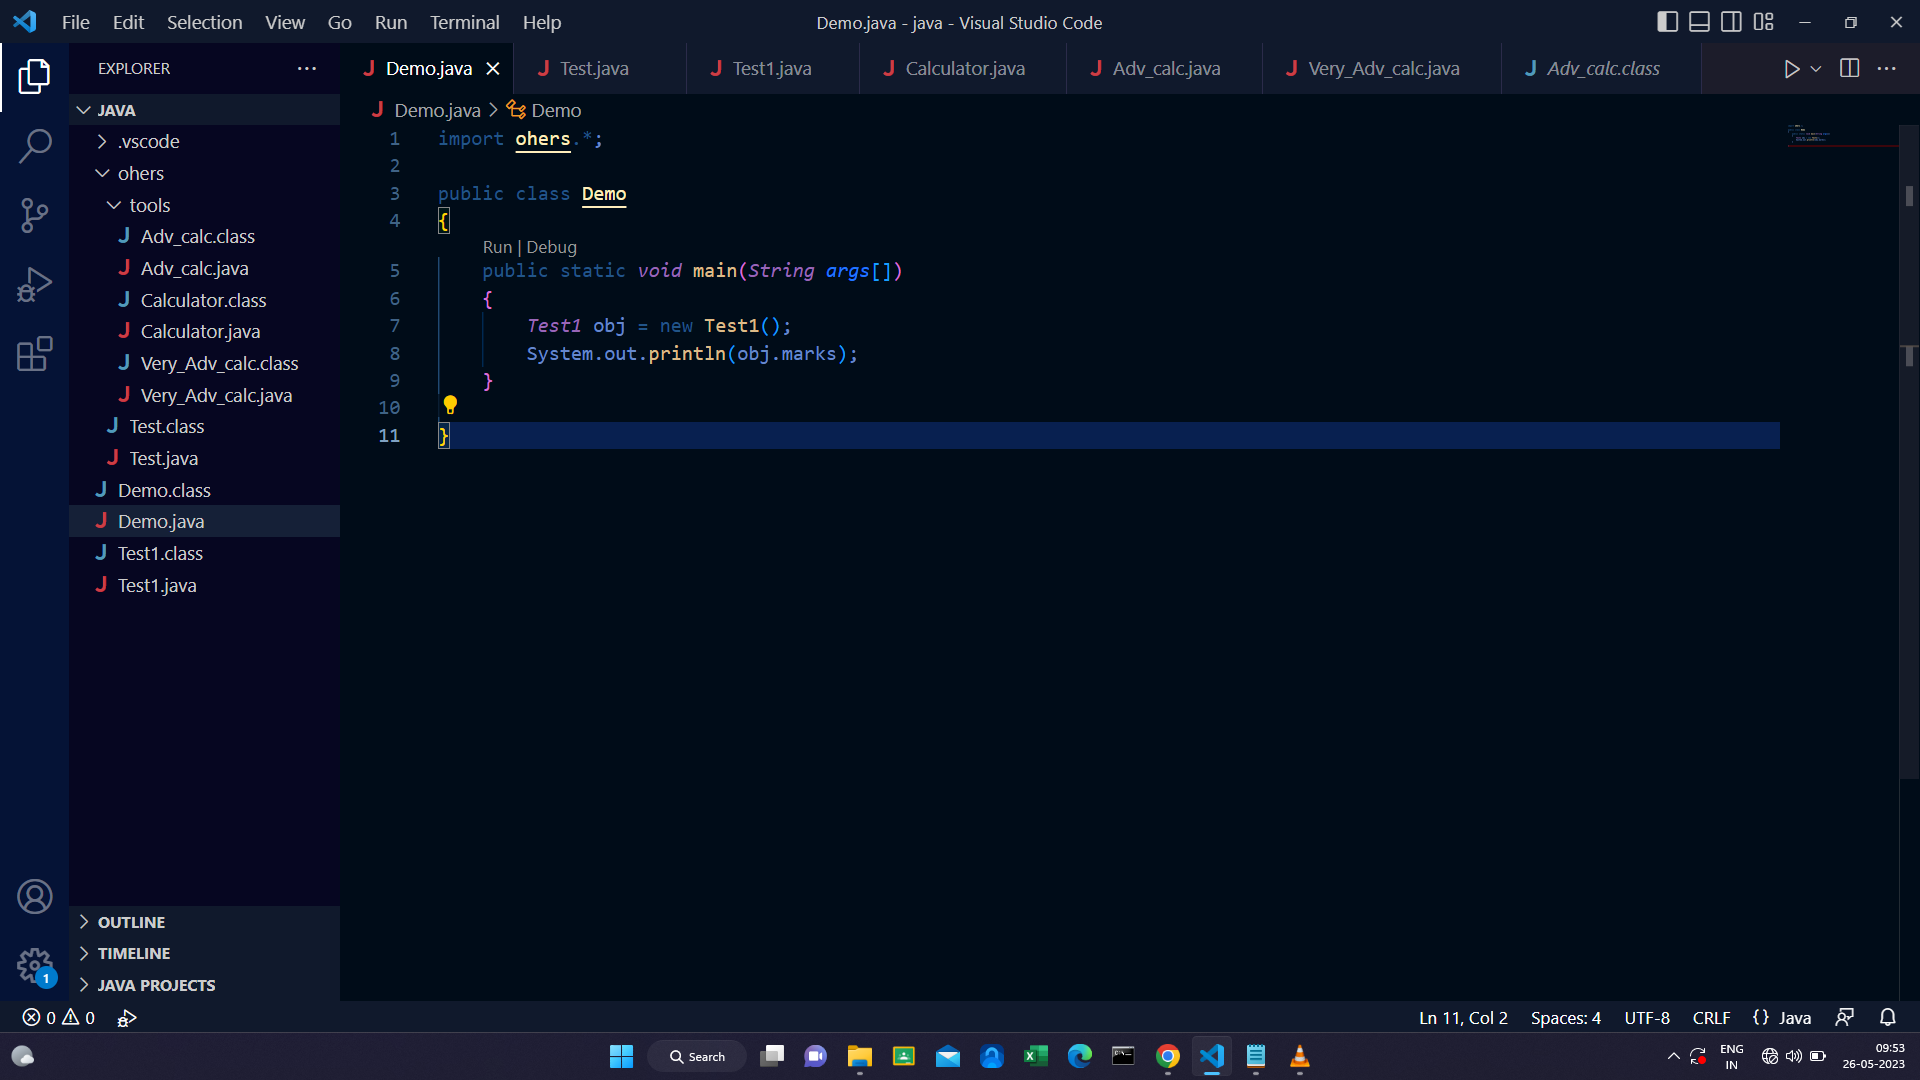 File Edit Selection View Go Run Terminal Help
Demo.java - java - Visual Studio Code
EXPLORER
JAVA
.vscode
ohers
tools
J Adv_calc.class
J Adv_calc.java
J Calculator.class
J Calculator.java
J Very_Adv_calc.class
J Very_Adv_calc.java
J Test.class
J Test.java
J Demo.class
J Demo.java
J Test1.class
J Test1.java
OUTLINE
TIMELINE
JAVA PROJECTS
1
J Demo.java J Test.java J Test1.java J Calculator.java J Adv_calc.java J Very_Adv_calc.java J Adv_calc.class
J Demo.java > Demo
1 import ohers.*;
2
3 public class Demo
4 {
Run | Debug
5 public static void main(String args[])
6 {
7 Test1 obj = new Test1();
8 System.out.println(obj.marks);
9 }
10
11 }
0 0
Ln 11, Col 2 Spaces: 4 UTF-8 CRLF {} Java
Search
ENG
IN
09:53
26-05-2023